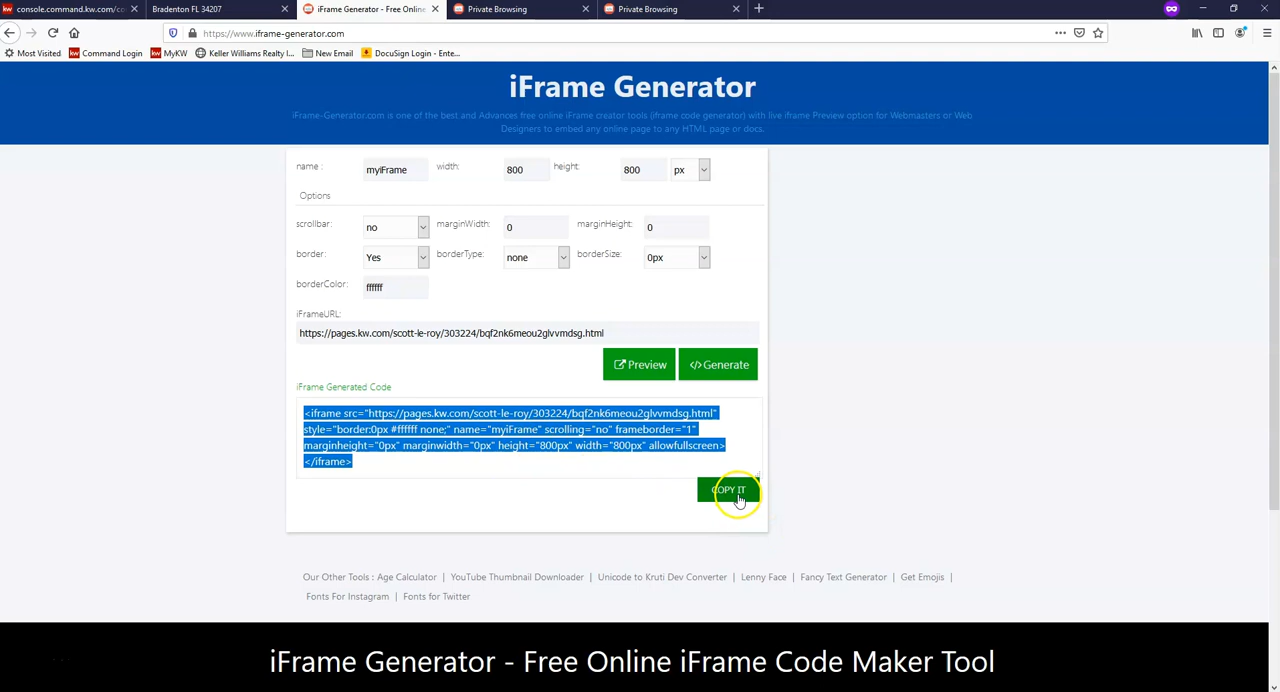 console.command.kw.com/co
Bradenton FL 34207
iFrame Generator - Free Online
Private Browsing
Private Browsing
https://www.iframe-generator.com
Most Visited
Command Login
kw MyKW
Keller Williams Realty I...
New Email
DocuSign Login - Ente...
iFrame Generator
iFrame-Generator.com is one of the best and Advances free online iFrame creator tools (iframe code generator) with live iframe Preview option for Webmasters or Web
Designers to embed any online page to any HTML page or docs.
name : myiFrame width: 800 height: 800 px
Options
scrollbar: no marginWidth: 0 marginHeight: 0
border: Yes borderType: none borderSize: 0px
borderColor: ffffff
iFrameURL:
https://pages.kw.com/scott-le-roy/303224/bqf2nk6meou2glvvmdsg.html
Preview
</> Generate
iFrame Generated Code
<iframe src="https://pages.kw.com/scott-le-roy/303224/bqf2nk6meou2glvvmdsg.html"
style="border:0px #ffffff none;" name="myiFrame" scrolling="no" frameborder="1"
marginheight="0px" marginwidth="0px" height="800px" width="800px" allowfullscreen>
</iframe>
COPY IT
Our Other Tools : Age Calculator | YouTube Thumbnail Downloader | Unicode to Kruti Dev Converter | Lenny Face | Fancy Text Generator | Get Emojis |
Fonts For Instagram | Fonts for Twitter
iFrame Generator - Free Online iFrame Code Maker Tool